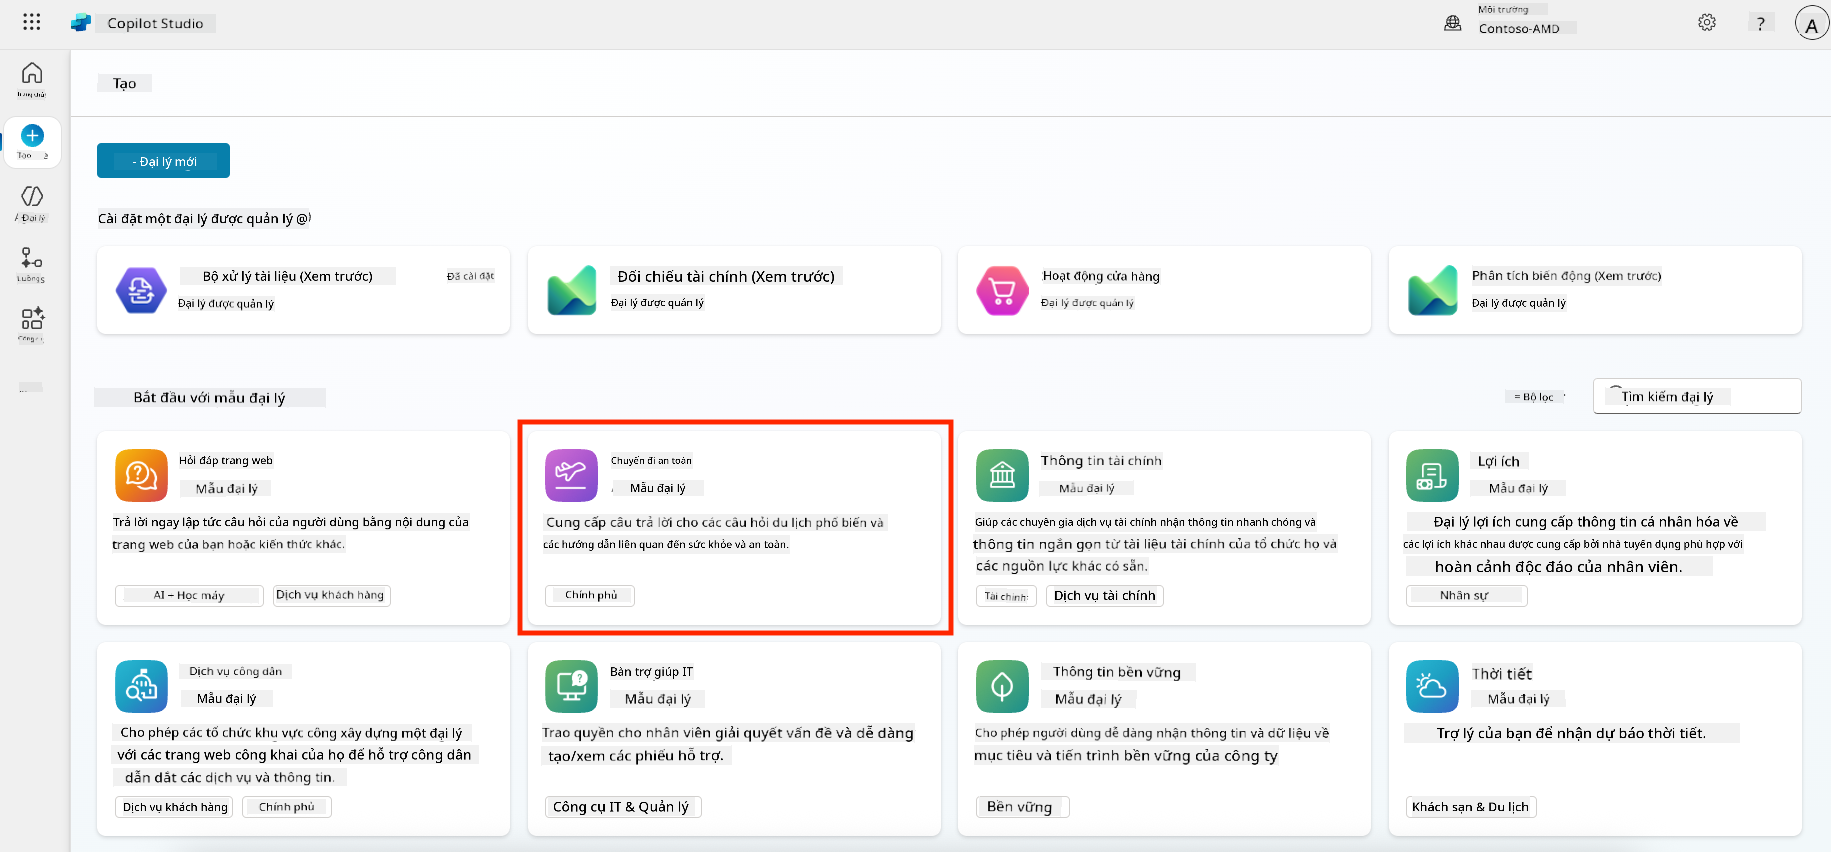 Copilot Studio
Môi trường
Contoso-AMD
?
A
Trang chủ
Tạo
Tạo
Đại lý
Luồng
- Đại lý mới
Cài đặt một đại lý được quản lý
Bộ xử lý tài liệu (Xem trước)
Đã cài đặt
Đại lý được quản lý
Đối chiếu tài chính (Xem trước)
Đại lý được quản lý
Hoạt động cửa hàng
Đại lý được quản lý
Phân tích biến động (Xem trước)
Đại lý được quản lý
Bắt đầu với mẫu đại lý
= Bộ lọc
Tìm kiếm đại lý
Hỏi đáp trang web
Mẫu đại lý
Trả lời ngay lập tức câu hỏi của người dùng bằng nội dung của
trang web của bạn hoặc kiến thức khác.
AI + Học máy
Dịch vụ khách hàng
Chuyến đi an toàn
Mẫu đại lý
Cung cấp câu trả lời cho các câu hỏi du lịch phổ biến và
các hướng dẫn liên quan đến sức khỏe và an toàn.
Chính phủ
Thông tin tài chính
Mẫu đại lý
Giúp các chuyên gia dịch vụ tài chính nhận thông tin nhanh chóng và
thông tin ngắn gọn từ tài liệu tài chính của tổ chức họ và
các nguồn lực khác có sẵn.
Tài chính
Dịch vụ tài chính
Lợi ích
Mẫu đại lý
Đại lý lợi ích cung cấp thông tin cá nhân hóa về
các lợi ích khác nhau được cung cấp bởi nhà tuyển dụng phù hợp với
hoàn cảnh độc đáo của nhân viên.
Nhân sự
Dịch vụ công dân
Mẫu đại lý
Cho phép các tổ chức khu vực công xây dựng một đại lý
với các trang web công khai của họ để hỗ trợ công dân
dẫn dắt các dịch vụ và thông tin.
Dịch vụ khách hàng
Chính phủ
Bàn trợ giúp IT
Mẫu đại lý
Trao quyền cho nhân viên giải quyết vấn đề và dễ dàng
tạo/xem các phiếu hỗ trợ.
Công cụ IT & Quản lý
Thông tin bền vững
Mẫu đại lý
Cho phép người dùng dễ dàng nhận thông tin và dữ liệu về
mục tiêu và tiến trình bền vững của công ty
Bền vững
Thời tiết
Mẫu đại lý
Trợ lý của bạn để nhận dự báo thời tiết.
Khách sạn & Du lịch